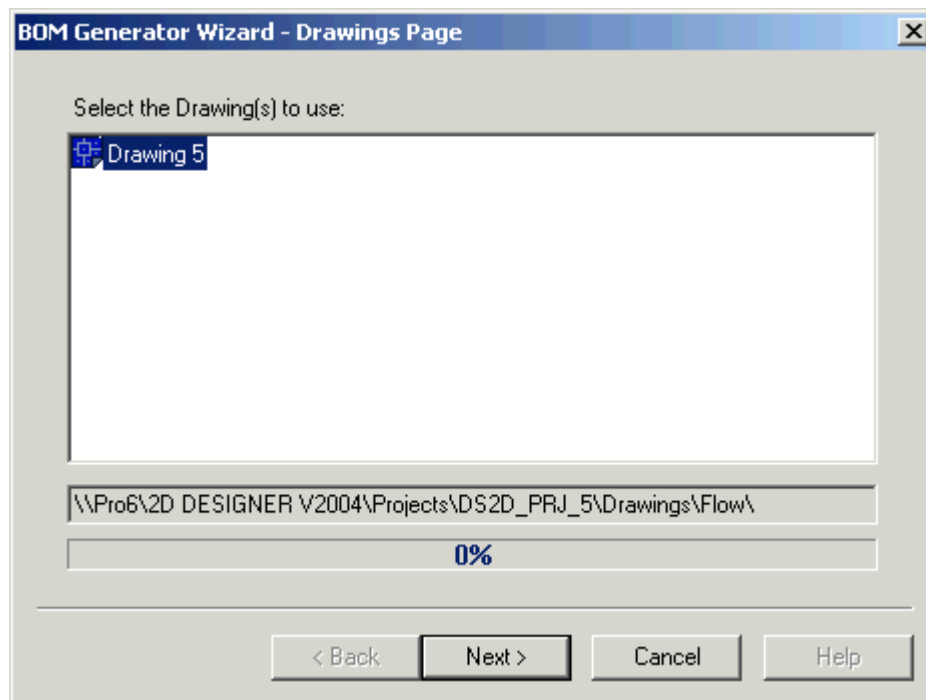 BOM Generator Wizard - Drawings Page
Select the Drawing(s) to use:
Drawing 5
\\Pro6\2D DESIGNER V2004\Projects\DS2D_PRJ_5\Drawings\Flow\
0%
< Back Next > Cancel Help